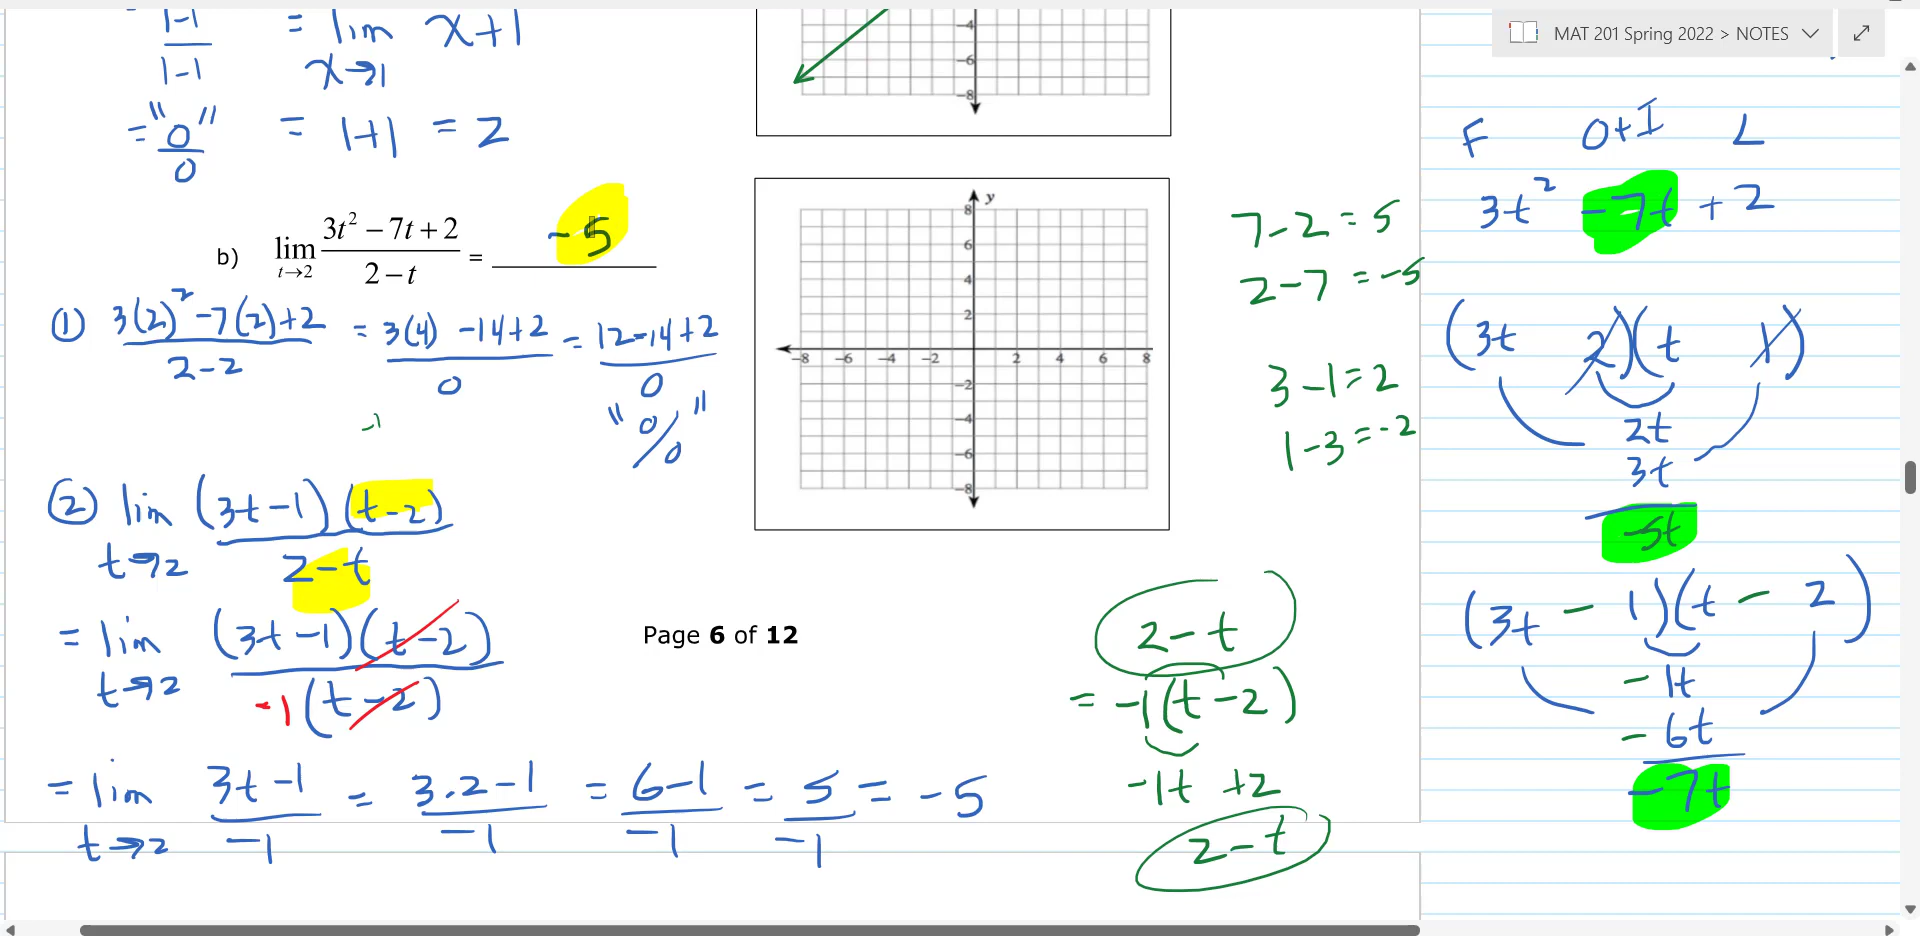 MAT 201 Spring 2022 > NOTES
1-1
1-1
= lim x+1
x→1
= "0/0"
= 1+1 = 2
-4
-6
-8
b) lim t→2 (3t² − 7t + 2)/(2 − t) = -5
① (3(2)² -7(2)+2)/(2-2) = (3(4) -14+2)/0 = (12-14+2)/0
"0/0"
-1
② lim t→2 (3t-1)(t-2)/(2-t)
= lim t→2 (3t-1)(t-2)/(-1(t-2))
= lim t→2 (3t-1)/(-1) = (3·2-1)/(-1) = (6-1)/(-1) = 5/(-1) = -5
y
8
6
4
2
-8 -6 -4 -2 2 4 6 8
-2
-4
-6
-8
Page 6 of 12
7-2=5
2-7=-5
3-1=2
1-3=-2
2-t
= -1(t-2)
-1t +2
2-t
F O+I L
3t² -7t +2
(3t 2)(t 1)
2t
3t
-5t
(3t - 1)(t - 2)
-1t
-6t
-7t